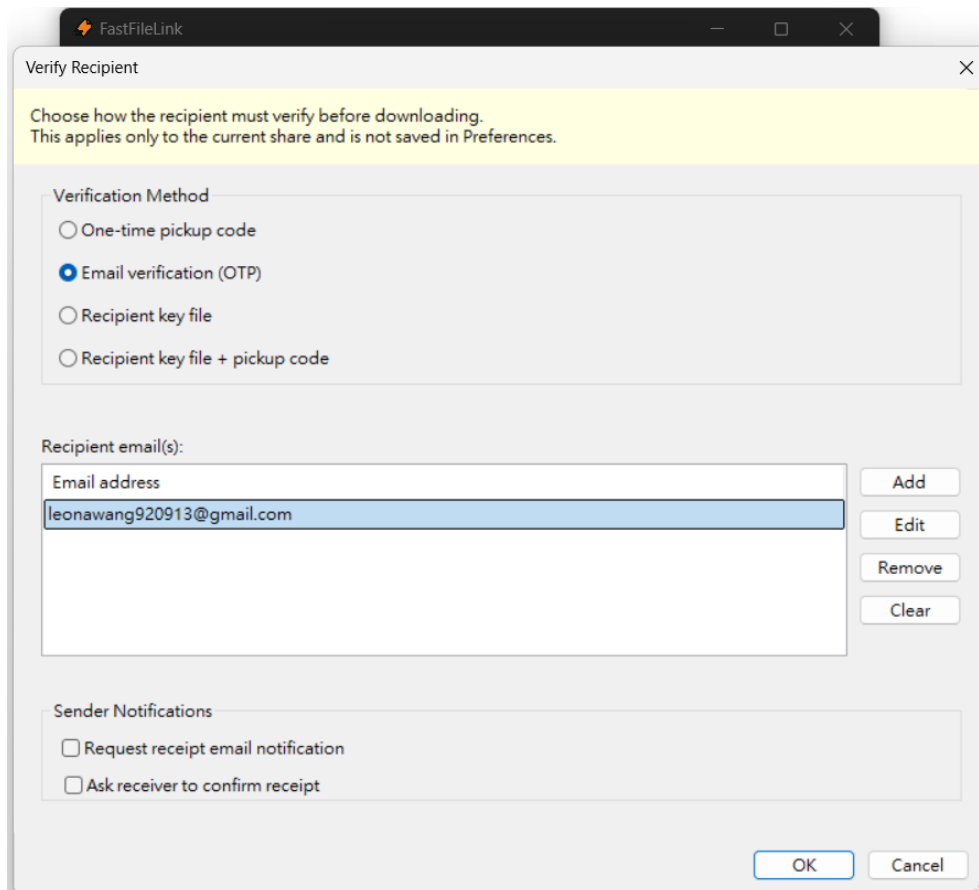 FastFileLink
Verify Recipient
Choose how the recipient must verify before downloading.
This applies only to the current share and is not saved in Preferences.
Verification Method
One-time pickup code
Email verification (OTP)
Recipient key file
Recipient key file + pickup code
Recipient email(s):
Email address
leonawang920913@gmail.com
Add
Edit
Remove
Clear
Sender Notifications
Request receipt email notification
Ask receiver to confirm receipt
OK
Cancel